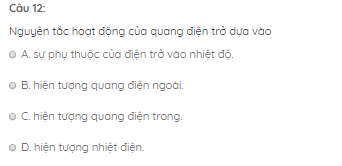 Câu 12:
Nguyên tắc hoạt động của quang điện trở dựa vào
A. sự phụ thuộc của điện trở vào nhiệt độ.
B. hiện tượng quang điện ngoài.
C. hiện tượng quang điện trong.
D. hiện tượng nhiệt điện.